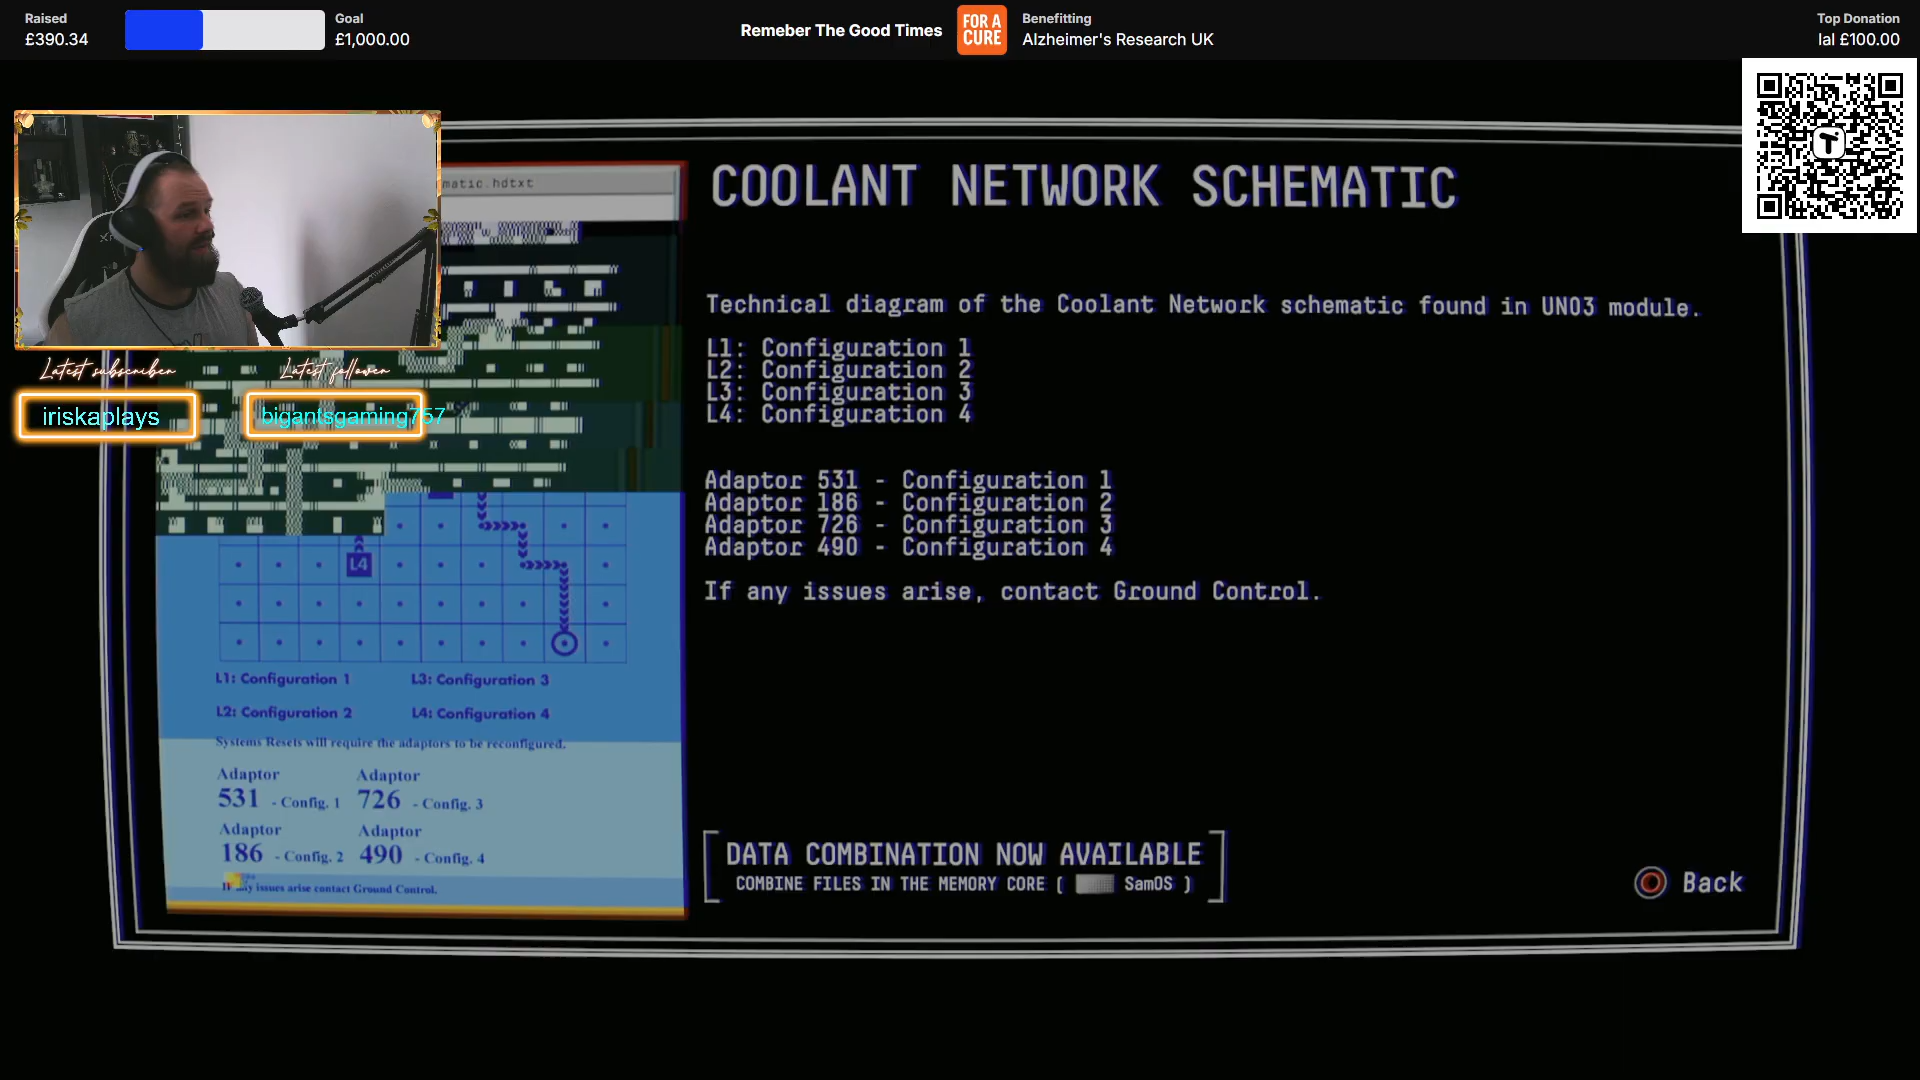 Raised
£390.34
Goal
£1,000.00
Remeber The Good Times
FOR A CURE
Benefitting
Alzheimer's Research UK
Top Donation
lal £100.00
matic.hdtxt
COOLANT NETWORK SCHEMATIC
Technical diagram of the Coolant Network schematic found in UN03 module.
L1: Configuration 1
L2: Configuration 2
L3: Configuration 3
L4: Configuration 4
Adaptor 531 - Configuration 1
Adaptor 186 - Configuration 2
Adaptor 726 - Configuration 3
Adaptor 490 - Configuration 4
If any issues arise, contact Ground Control.
Latest subscriber
Latest follower
iriskaplays
bigantsgaming757
L4
L1: Configuration 1
L3: Configuration 3
L2: Configuration 2
L4: Configuration 4
Systems Resets will require the adaptors to be reconfigured.
Adaptor
531 - Config. 1
Adaptor
726 - Config. 3
Adaptor
186 - Config. 2
Adaptor
490 - Config. 4
issues arise contact Ground Control.
DATA COMBINATION NOW AVAILABLE
COMBINE FILES IN THE MEMORY CORE ( SamOS )
Back